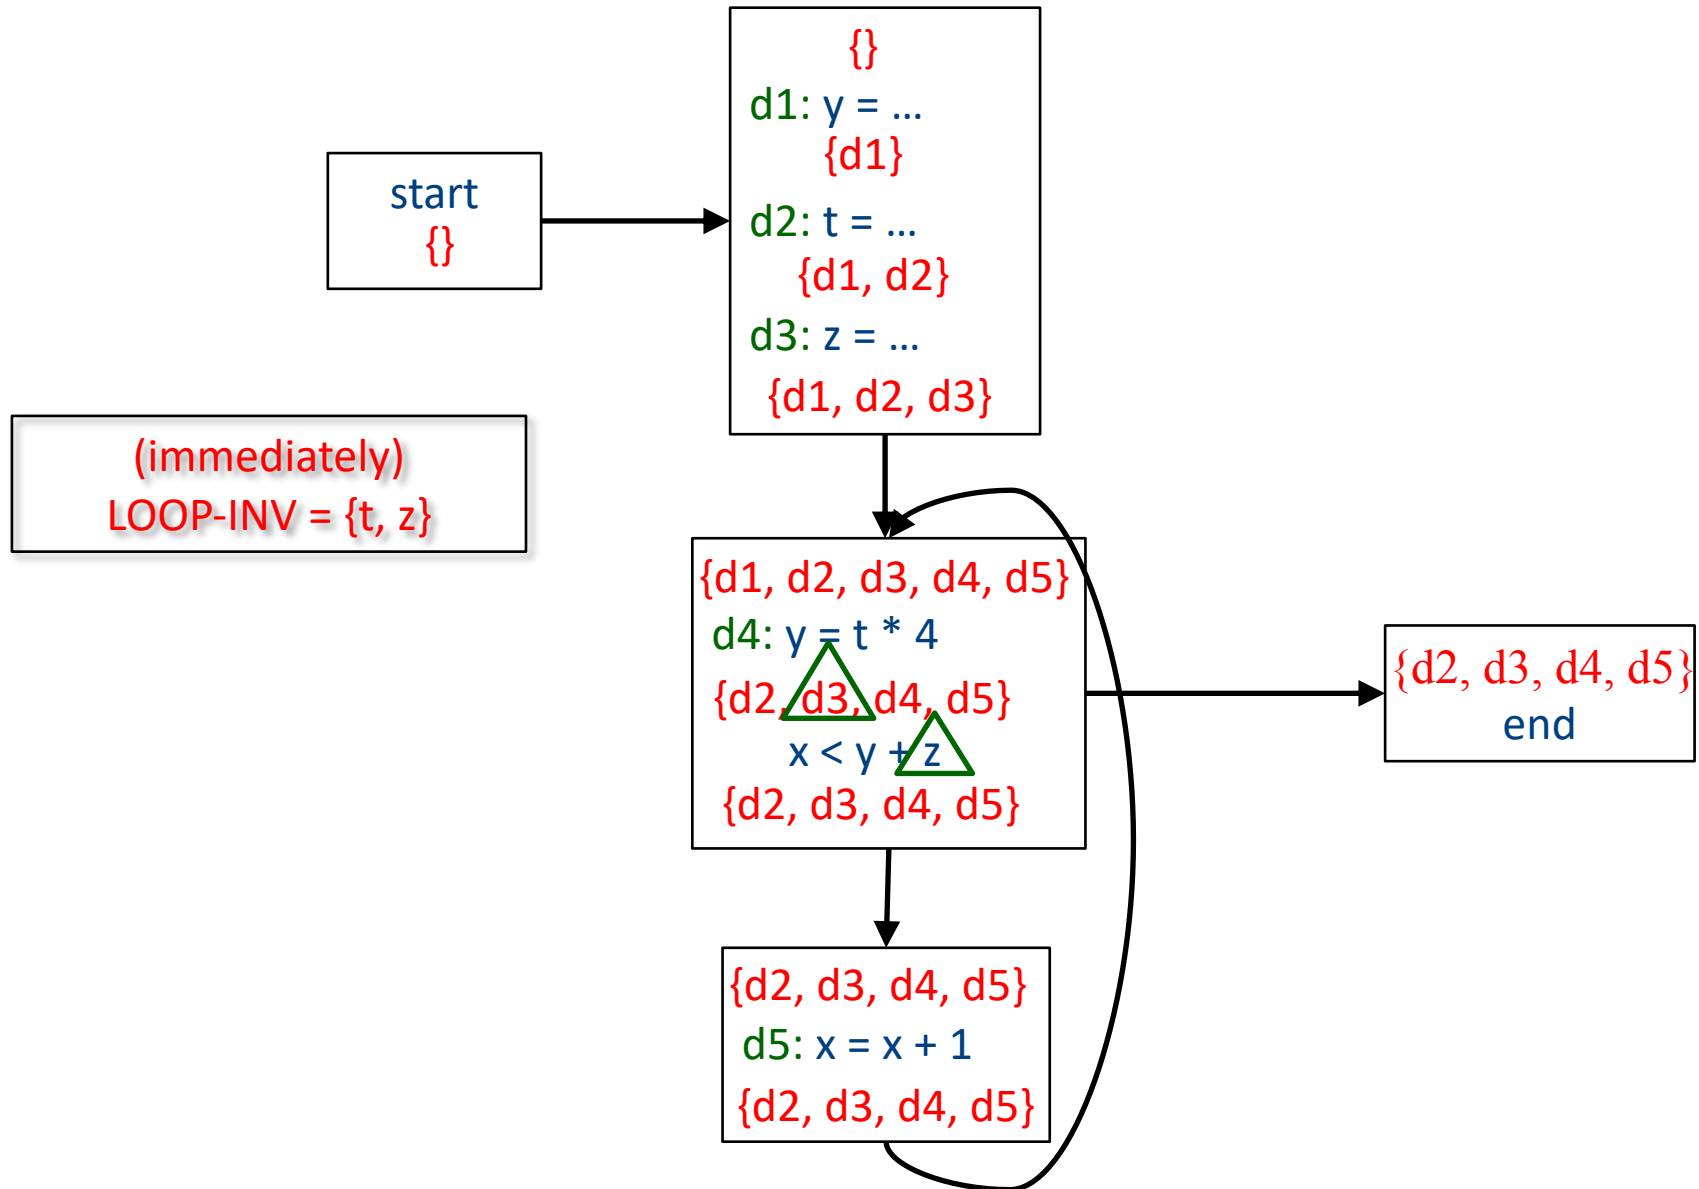 {}
d1: y = ...
{d1}
d2: t = ...
{d1, d2}
d3: z = ...
{d1, d2, d3}
start
{}
(immediately)
LOOP-INV = {t, z}
{d1, d2, d3, d4, d5}
d4: y = t * 4
{d2, d3, d4, d5}
x < y + z
{d2, d3, d4, d5}
{d2, d3, d4, d5}
end
{d2, d3, d4, d5}
d5: x = x + 1
{d2, d3, d4, d5}